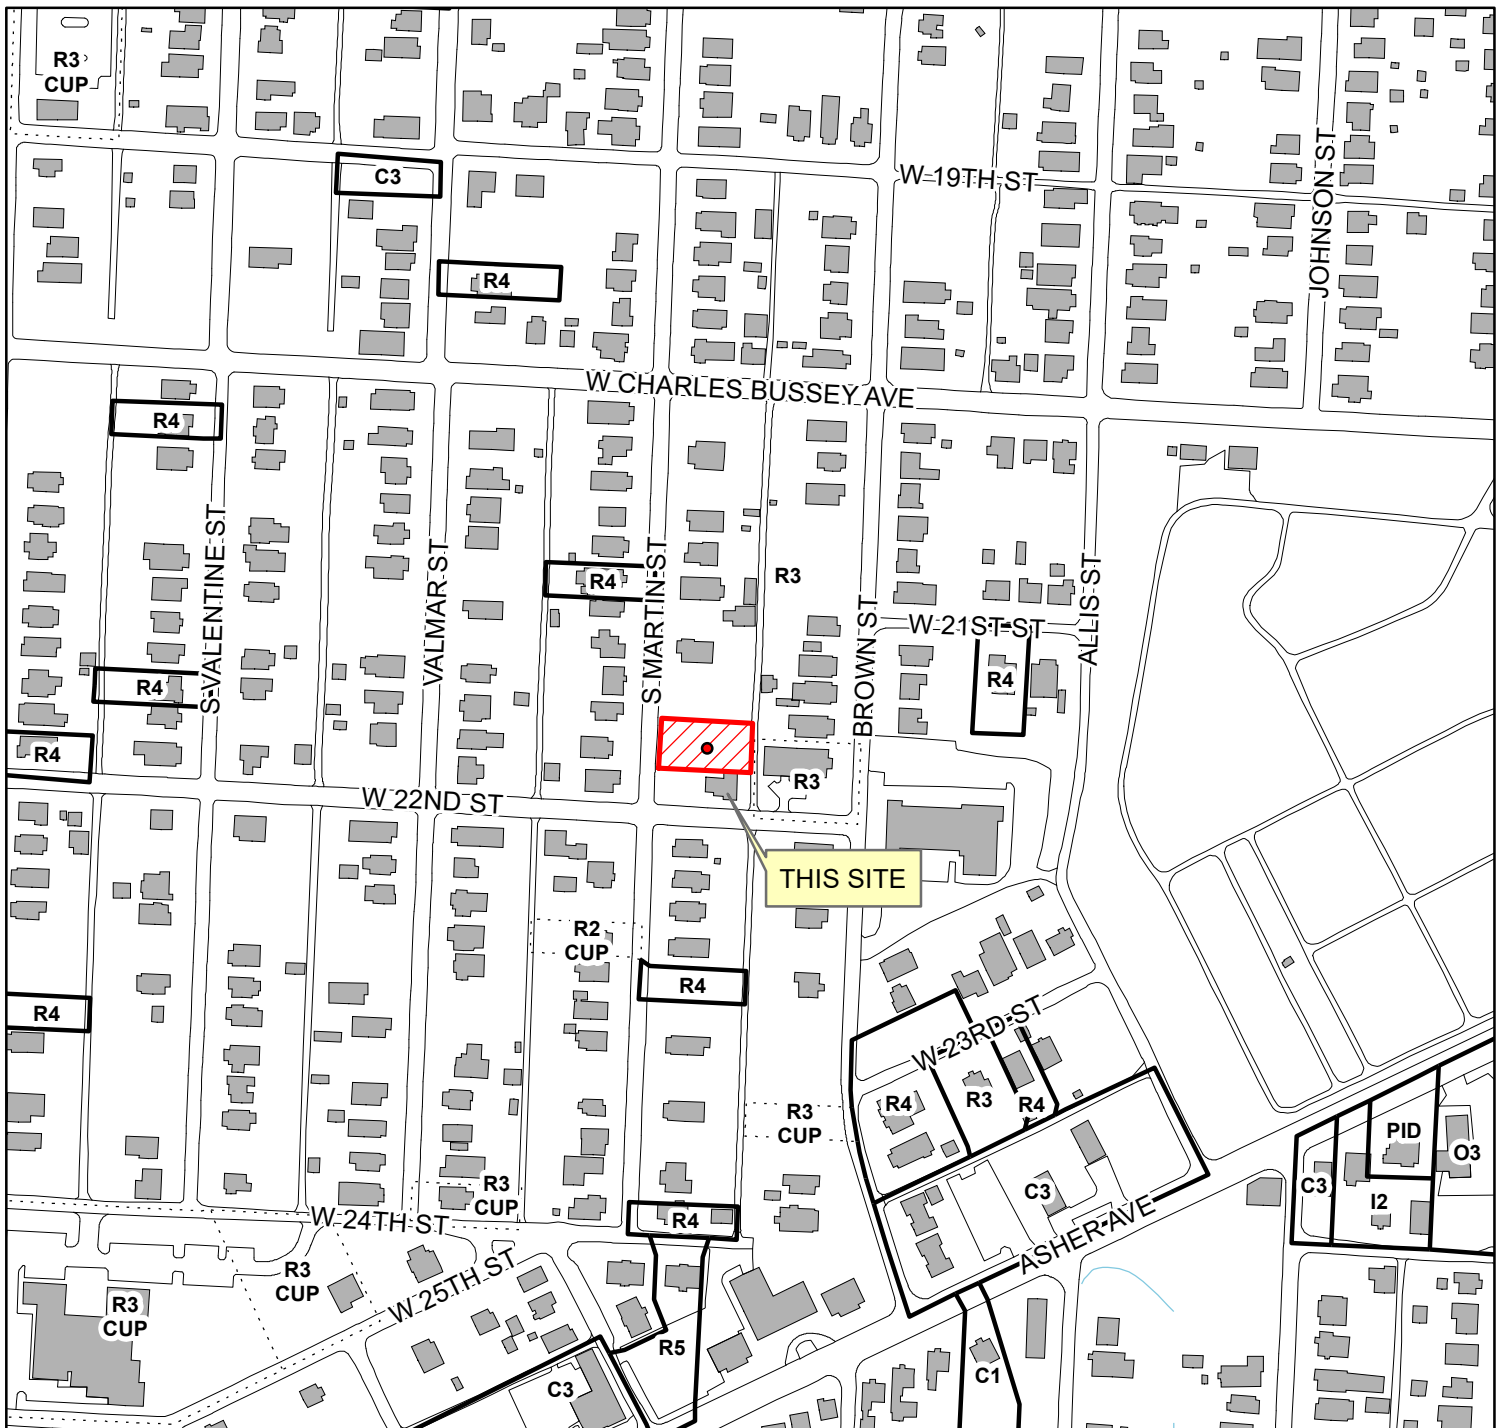 R3
CUP
C3
W 19TH ST
JOHNSON ST
R4
W CHARLES BUSSEY AVE
R4
S VALENTINE ST
VALMAR ST
R4
S MARTIN ST
R3
BROWN ST
W 21ST ST
ALLIS ST
R4
R4
R4
R3
W 22ND ST
THIS SITE
R2
CUP
R4
R4
W 23RD ST
R4
R3
R4
R3
CUP
PID
O3
C3
I2
C3
R3
CUP
R4
W 24TH ST
ASHER AVE
W 25TH ST
R3
CUP
R3
CUP
R5
C3
C1